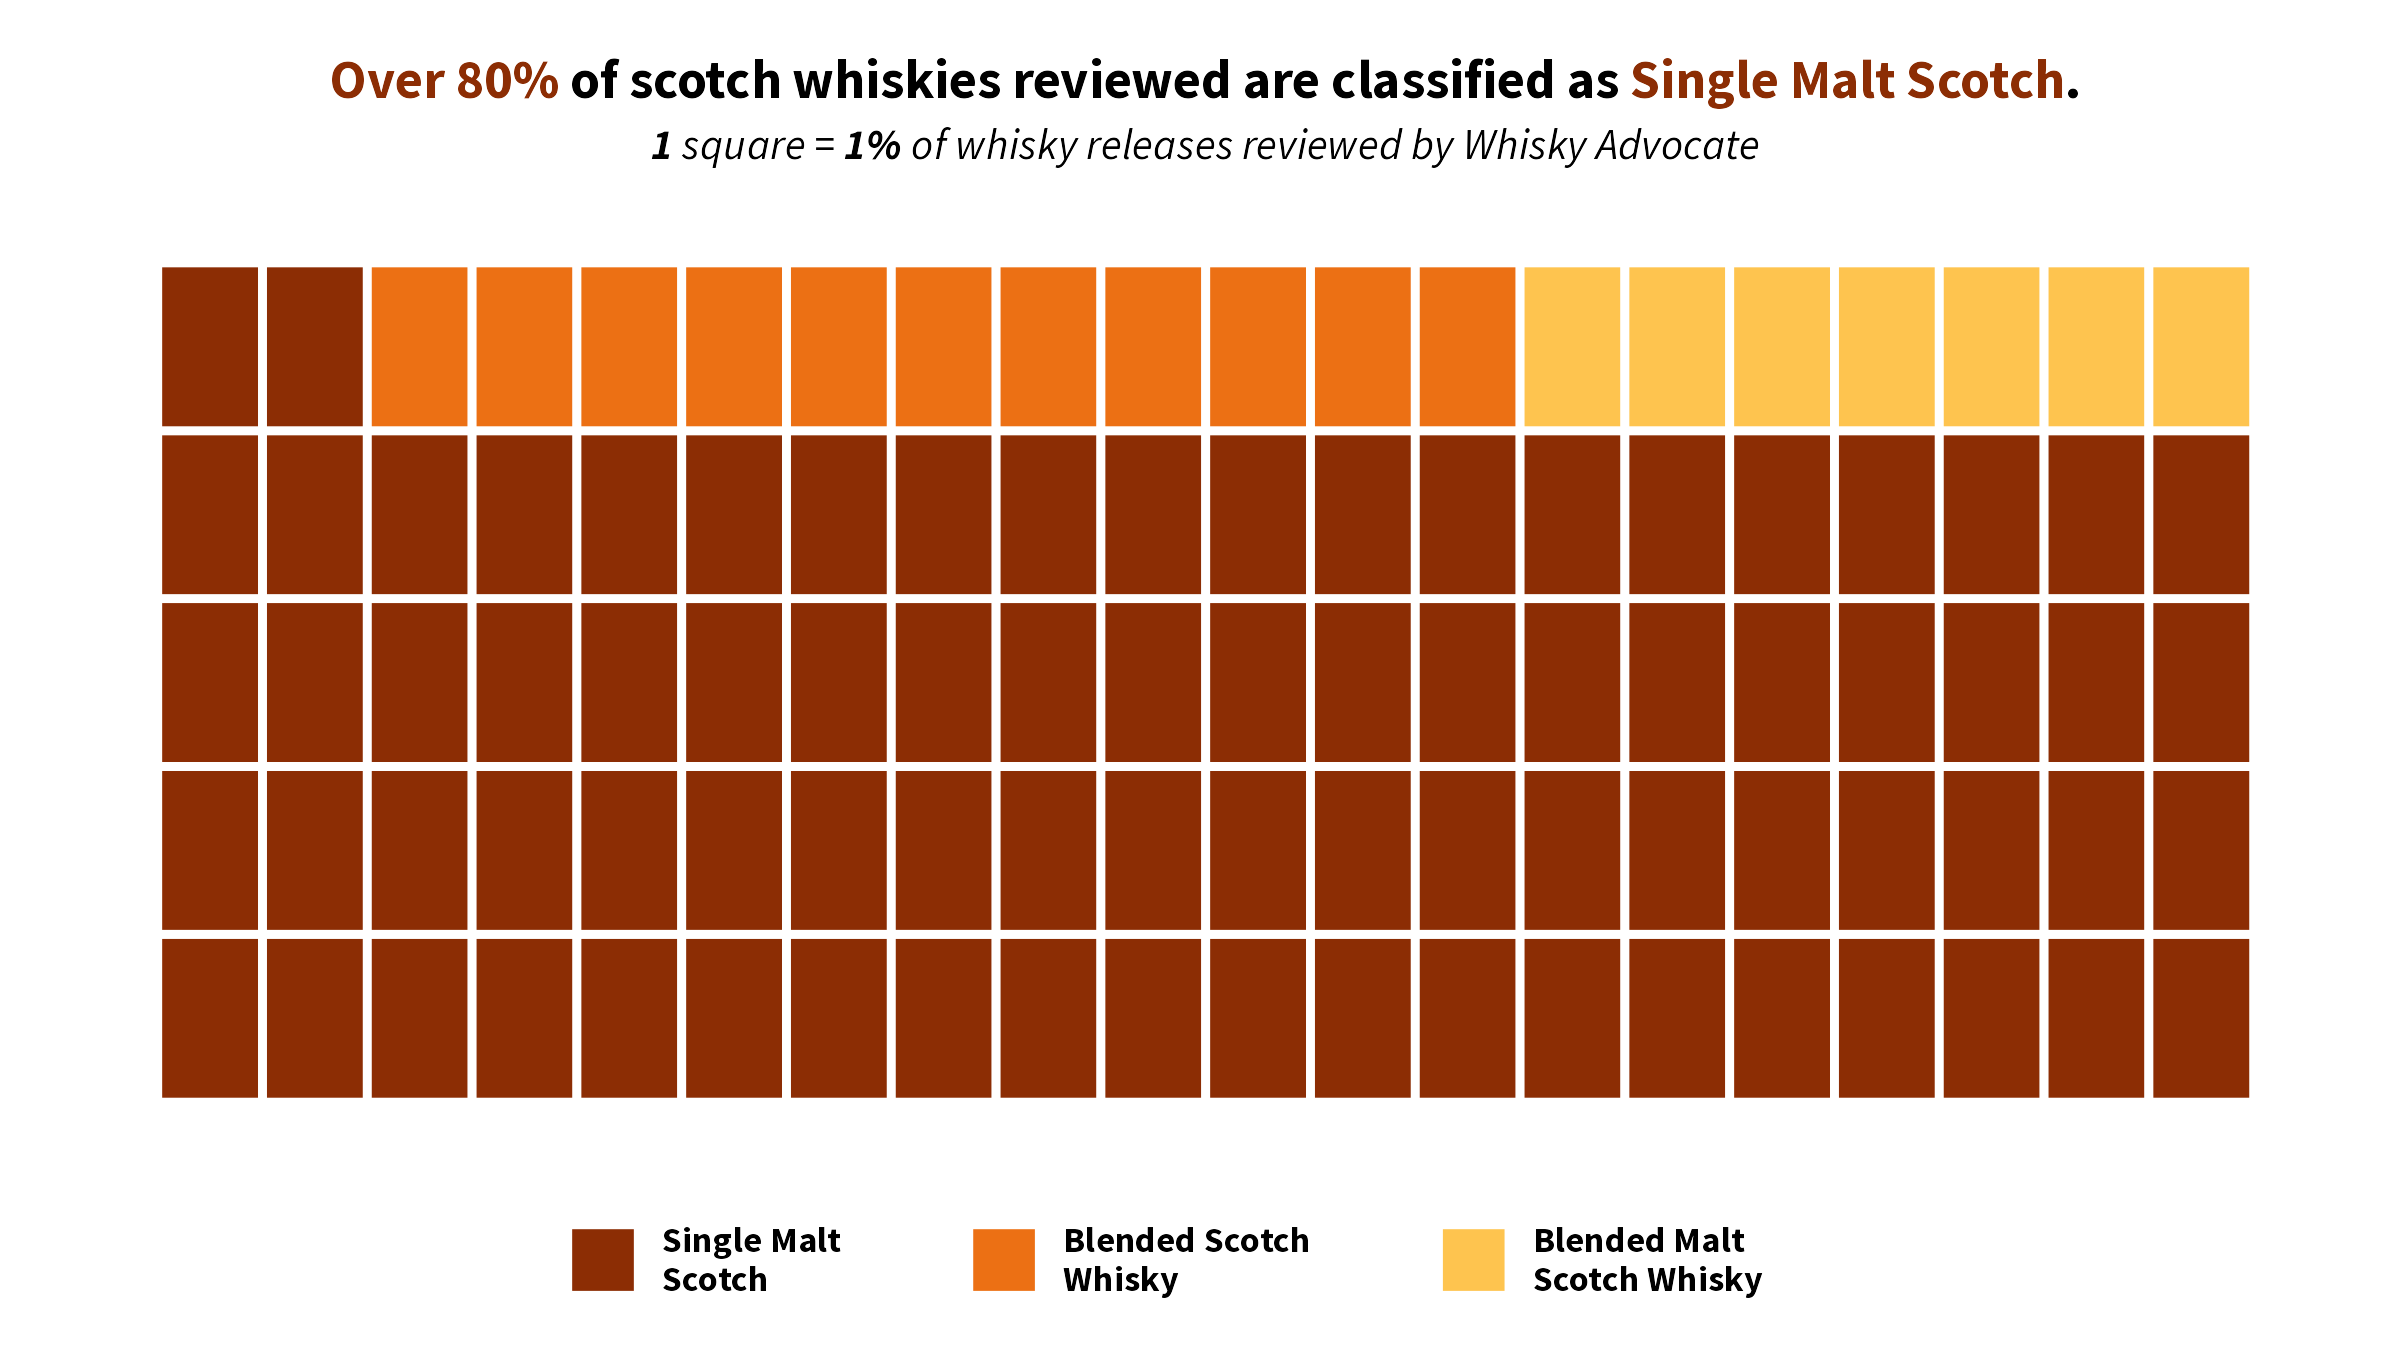 Over 80% of scotch whiskies reviewed are classified as Single Malt Scotch.
1 square = 1% of whisky releases reviewed by Whisky Advocate
Single Malt
Scotch
Blended Scotch
Whisky
Blended Malt
Scotch Whisky